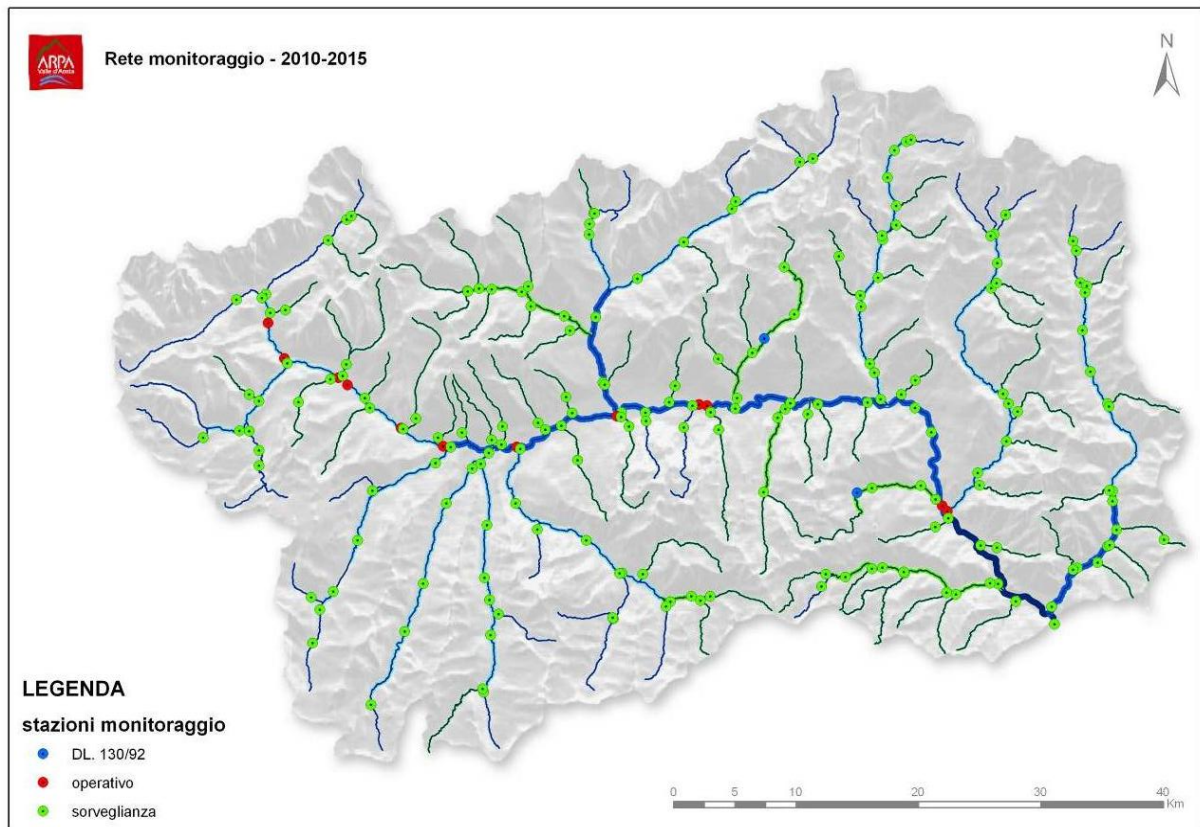 ARPA
Valle d'Aosta
Rete monitoraggio - 2010-2015
N
LEGENDA
stazioni monitoraggio
DL. 130/92
operativo
sorveglianza
0 5 10 20 30 40
Km